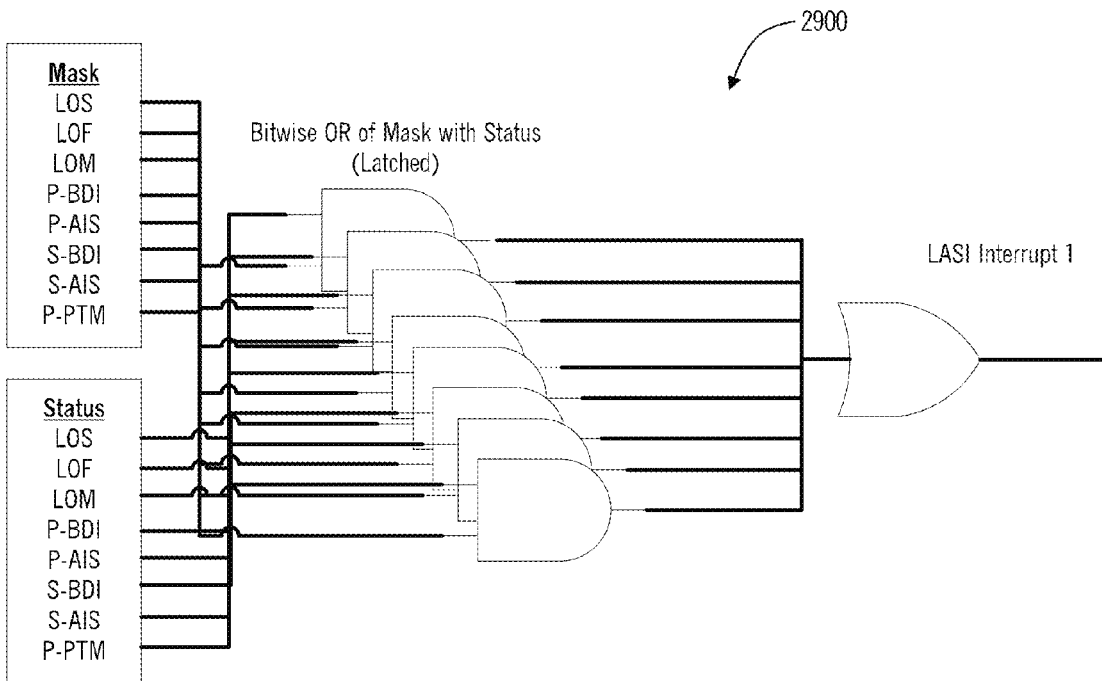 2900
Mask
LOS
LOF
LOM
P-BDI
P-AIS
S-BDI
S-AIS
P-PTM
Bitwise OR of Mask with Status
(Latched)
LASI Interrupt 1
Status
LOS
LOF
LOM
P-BDI
P-AIS
S-BDI
S-AIS
P-PTM